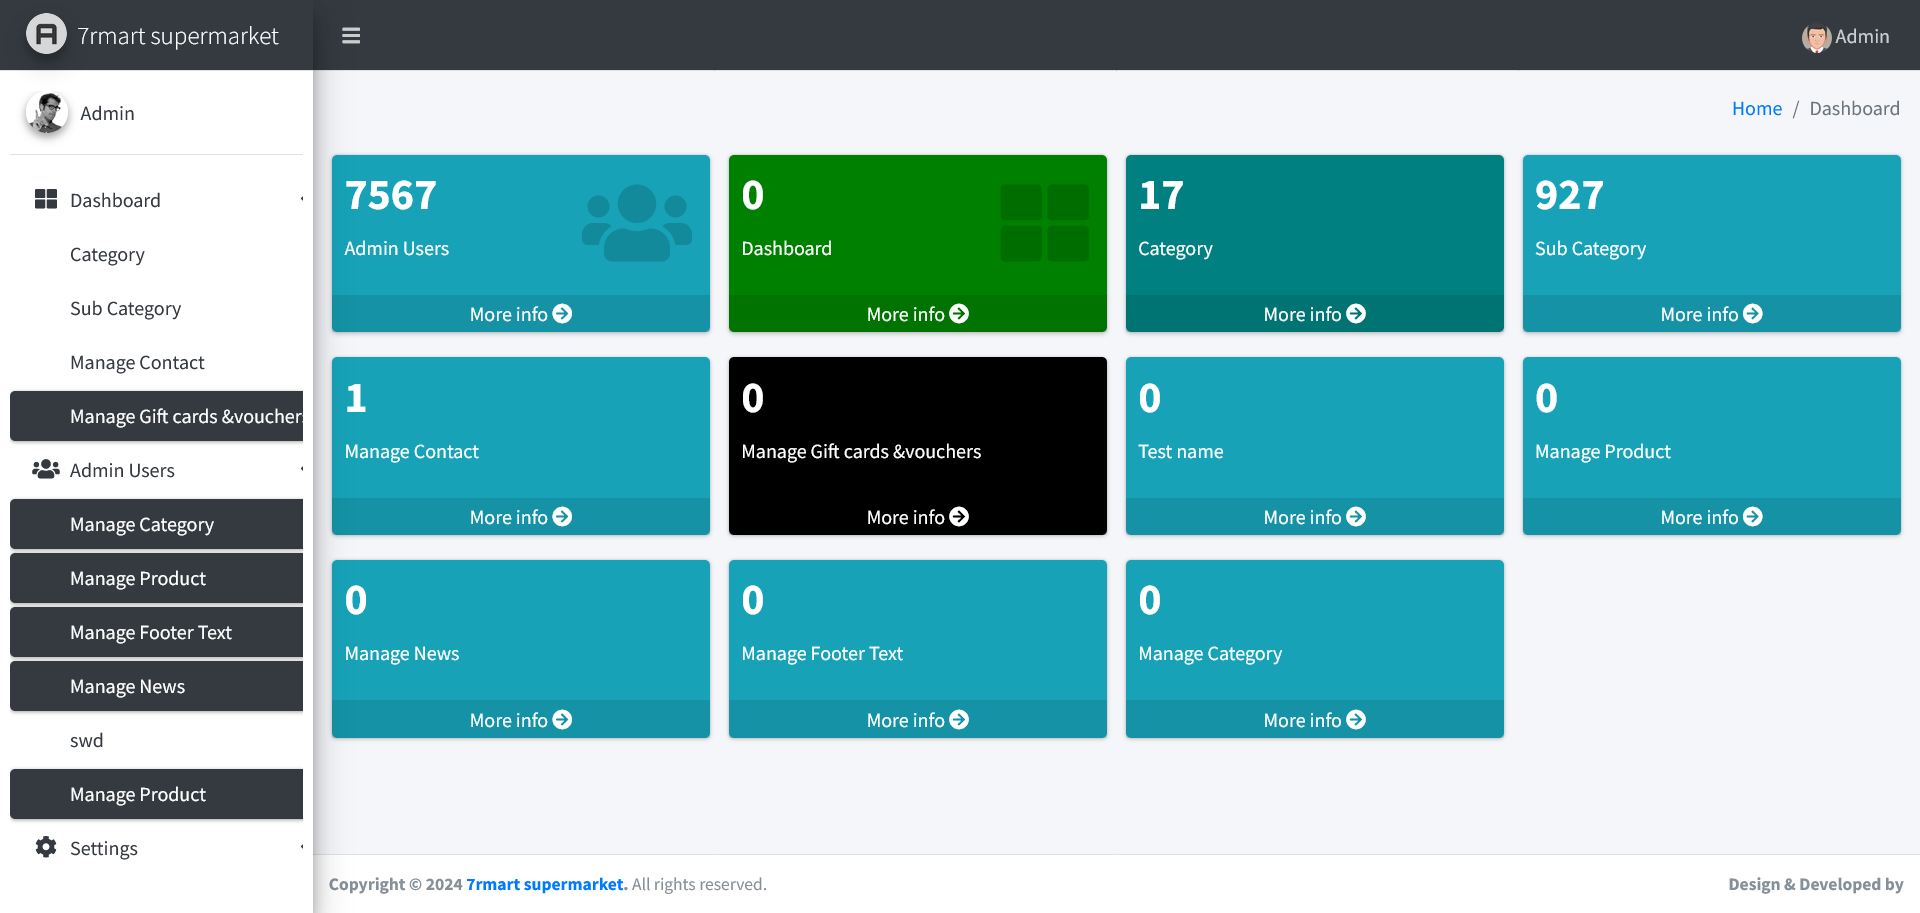 7rmart supermarket
Admin
Admin
Home / Dashboard
Dashboard
Category
Sub Category
Manage Contact
Manage Gift cards &voucher
Admin Users
Manage Category
Manage Product
Manage Footer Text
Manage News
swd
Manage Product
Settings
7567
Admin Users
More info
0
Dashboard
More info
17
Category
More info
927
Sub Category
More info
1
Manage Contact
More info
0
Manage Gift cards &vouchers
More info
0
Test name
More info
0
Manage Product
More info
0
Manage News
More info
0
Manage Footer Text
More info
0
Manage Category
More info
Copyright © 2024 7rmart supermarket. All rights reserved.
Design & Developed by